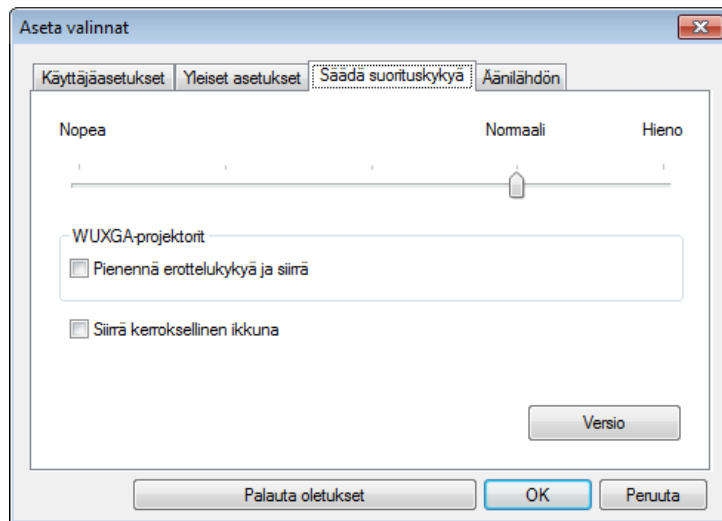 Aseta valinnat
Käyttäjäasetukset Yleiset asetukset Säädä suorituskykyä Äänilähdön
Nopea Normaali Hieno
WUXGA-projektorit
Pienennä erottelukykyä ja siirrä
Siirrä kerroksellinen ikkuna
Versio
Palauta oletukset OK Peruuta